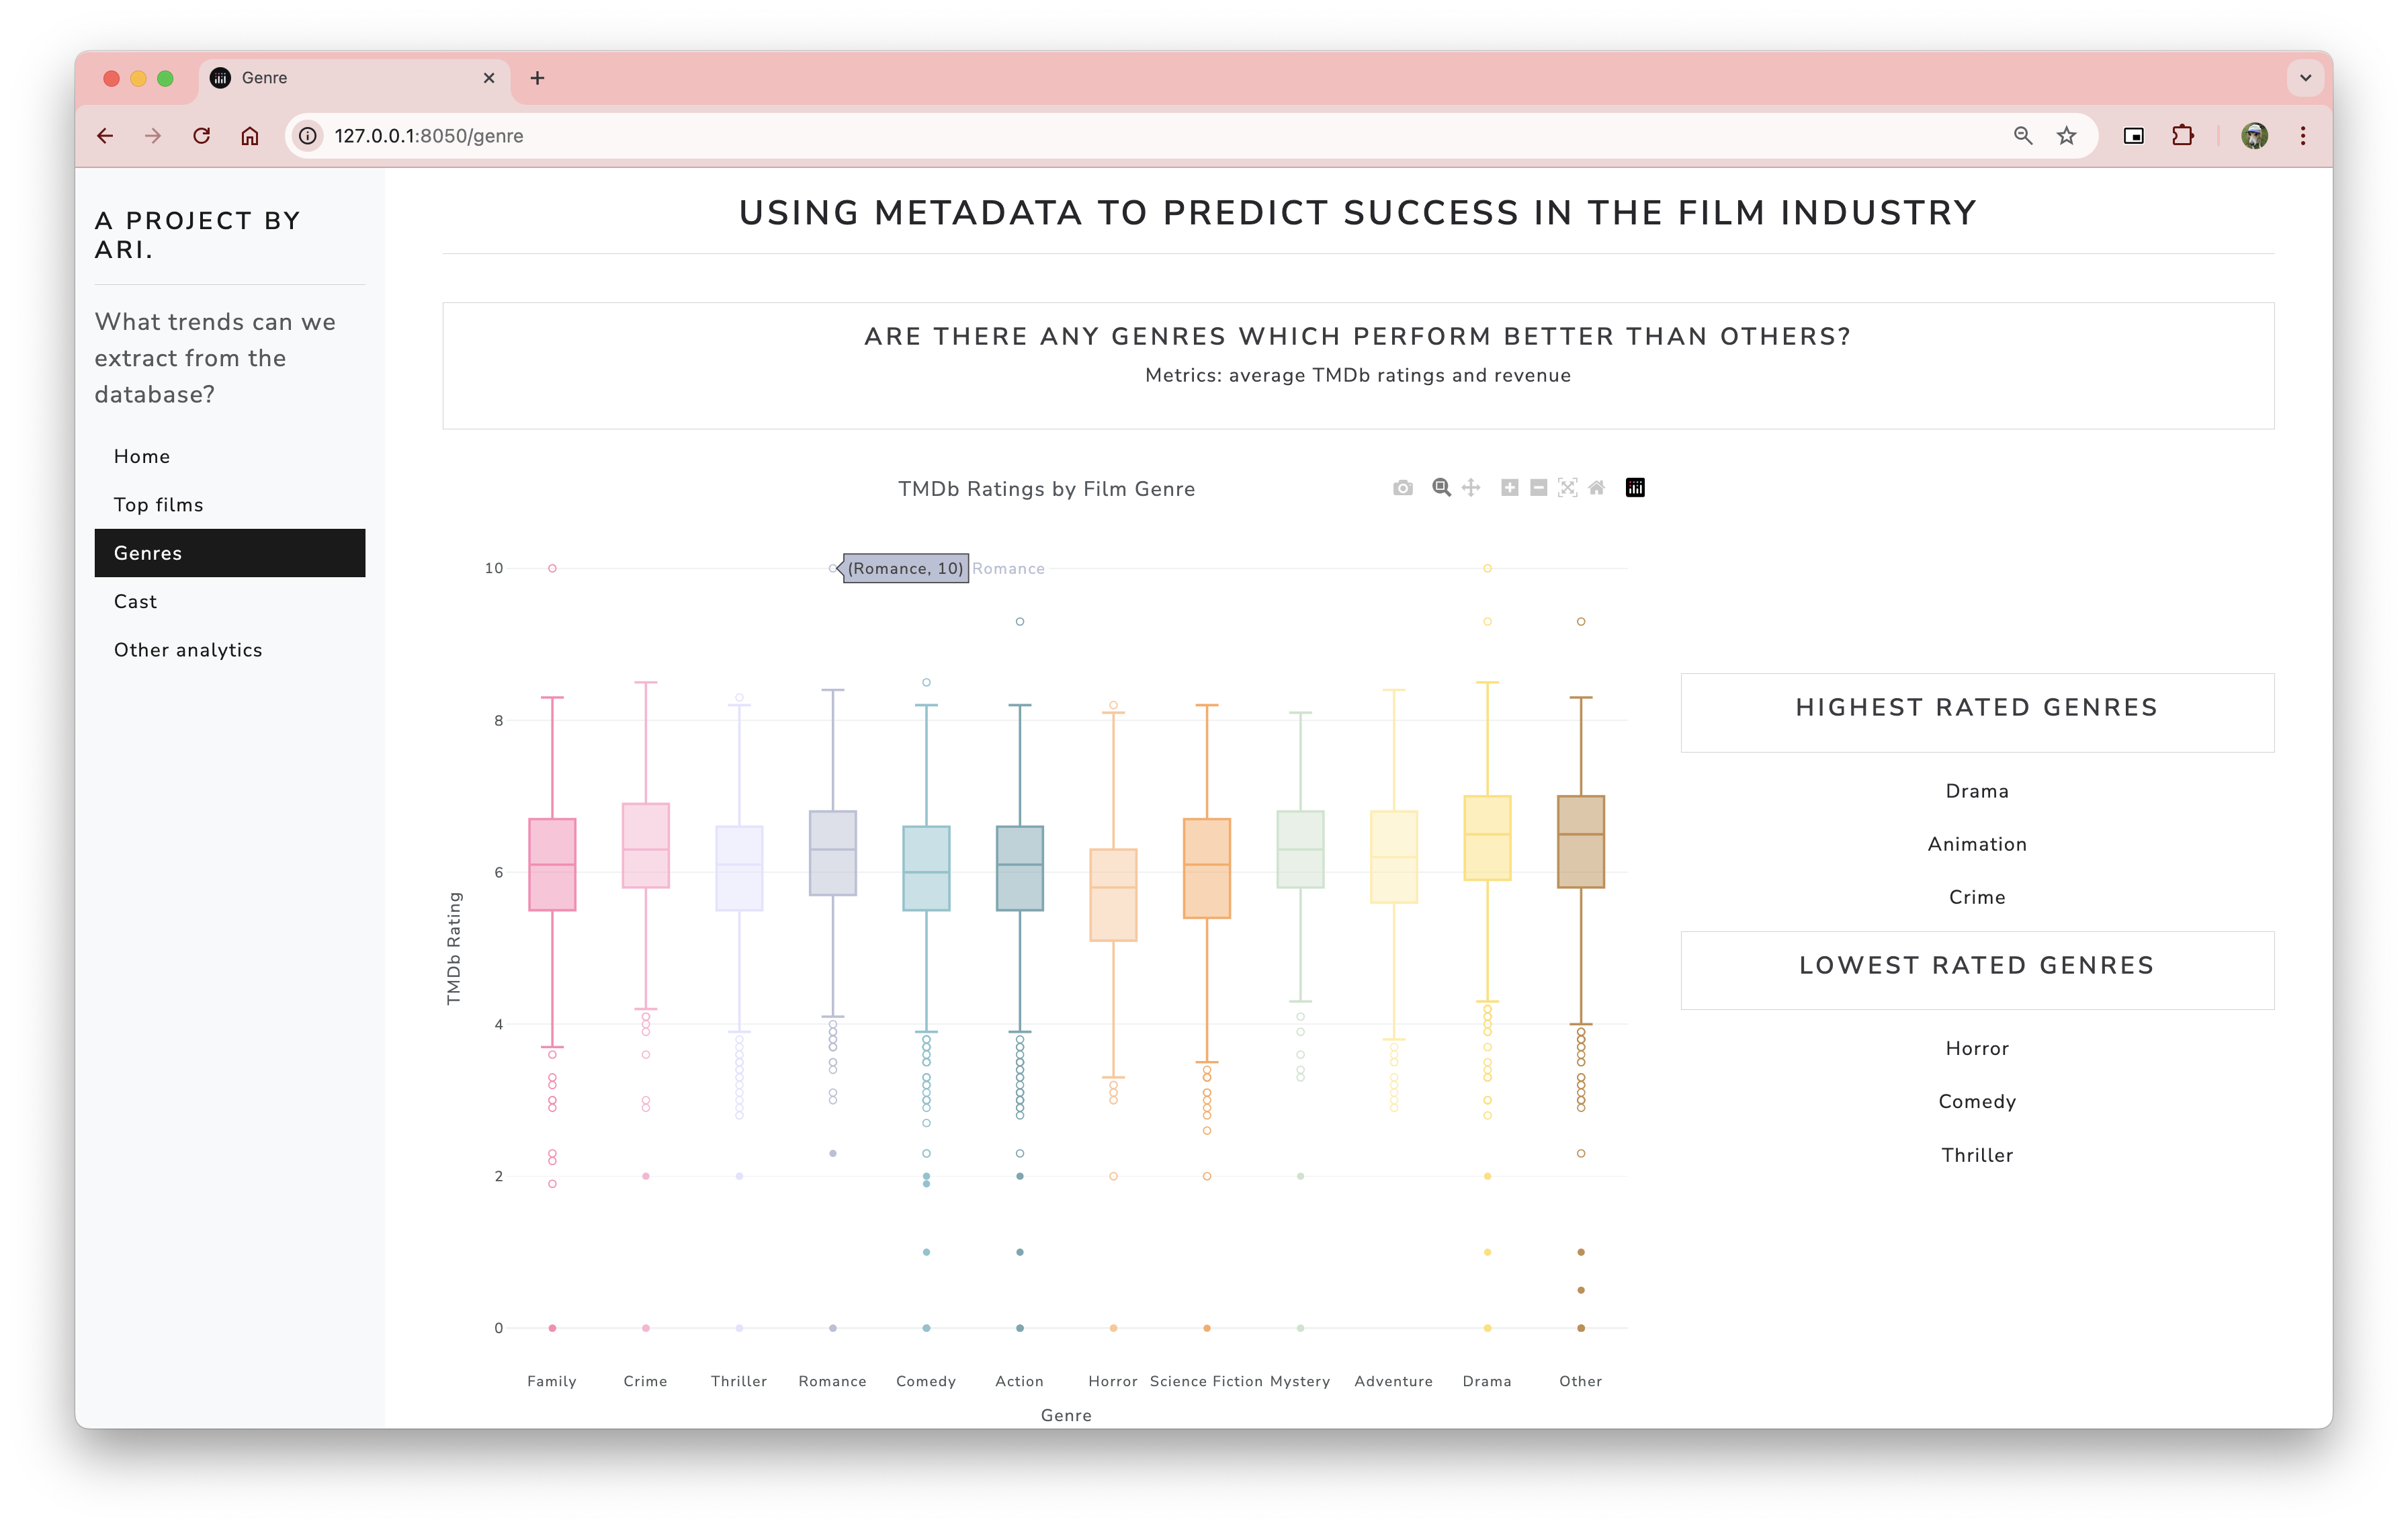 Genre
127.0.0.1:8050/genre
A PROJECT BY
ARI.
What trends can we
extract from the
database?
Home
Top films
Genres
Cast
Other analytics
USING METADATA TO PREDICT SUCCESS IN THE FILM INDUSTRY
ARE THERE ANY GENRES WHICH PERFORM BETTER THAN OTHERS?
Metrics: average TMDb ratings and revenue
TMDb Ratings by Film Genre
10
(Romance, 10) Romance
8
6
4
2
0
TMDb Rating
Family Crime Thriller Romance Comedy Action Horror Science Fiction Mystery Adventure Drama Other
Genre
HIGHEST RATED GENRES
Drama
Animation
Crime
LOWEST RATED GENRES
Horror
Comedy
Thriller